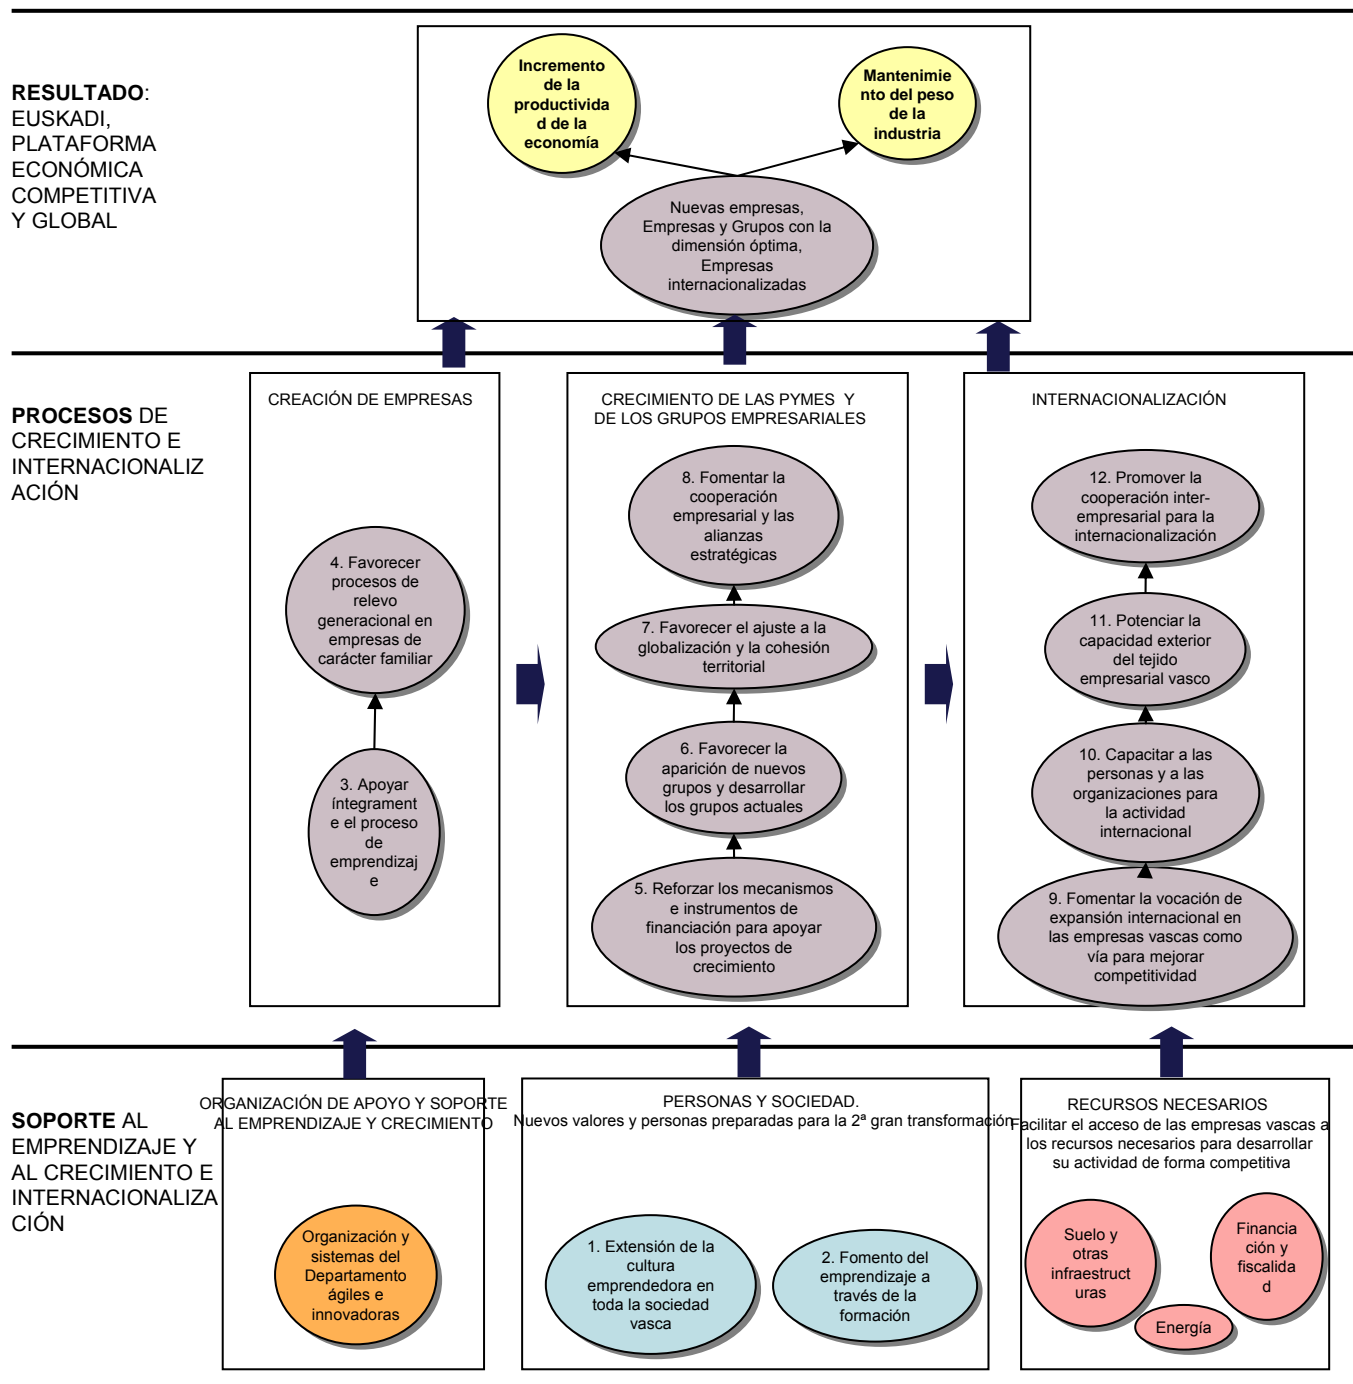 RESULTADO:
EUSKADI,
PLATAFORMA
ECONÓMICA
COMPETITIVA
Y GLOBAL
Incremento
de la
productivida
d de la
economía
Mantenimie
nto del peso
de la
industria
Nuevas empresas,
Empresas y Grupos con la
dimensión óptima,
Empresas
internacionalizadas
PROCESOS DE
CRECIMIENTO E
INTERNACIONALIZ
ACIÓN
CREACIÓN DE EMPRESAS
4. Favorecer
procesos de
relevo
generacional en
empresas de
carácter familiar
3. Apoyar
íntegrament
e el proceso
de
emprendizaj
e
CRECIMIENTO DE LAS PYMES Y
DE LOS GRUPOS EMPRESARIALES
8. Fomentar la
cooperación
empresarial y las
alianzas
estratégicas
7. Favorecer el ajuste a la
globalización y la cohesión
territorial
6. Favorecer la
aparición de nuevos
grupos y desarrollar
los grupos actuales
5. Reforzar los mecanismos
e instrumentos de
financiación para apoyar
los proyectos de
crecimiento
INTERNACIONALIZACIÓN
12. Promover la
cooperación inter-
empresarial para la
internacionalización
11. Potenciar la
capacidad exterior
del tejido
empresarial vasco
10. Capacitar a las
personas y a las
organizaciones para
la actividad
internacional
9. Fomentar la vocación de
expansión internacional en
las empresas vascas como
vía para mejorar
competitividad
SOPORTE AL
EMPRENDIZAJE Y
AL CRECIMIENTO E
INTERNACIONALIZA
CIÓN
ORGANIZACIÓN DE APOYO Y SOPORTE
AL EMPRENDIZAJE Y CRECIMIENTO
Organización y
sistemas del
Departamento
ágiles e
innovadoras
PERSONAS Y SOCIEDAD.
Nuevos valores y personas preparadas para la 2ª gran transformación
1. Extensión de la
cultura
emprendedora en
toda la sociedad
vasca
2. Fomento del
emprendizaje a
través de la
formación
RECURSOS NECESARIOS
Facilitar el acceso de las empresas vascas a
los recursos necesarios para desarrollar
su actividad de forma competitiva
Suelo y
otras
infraestruct
uras
Financia
ción y
fiscalida
d
Energía